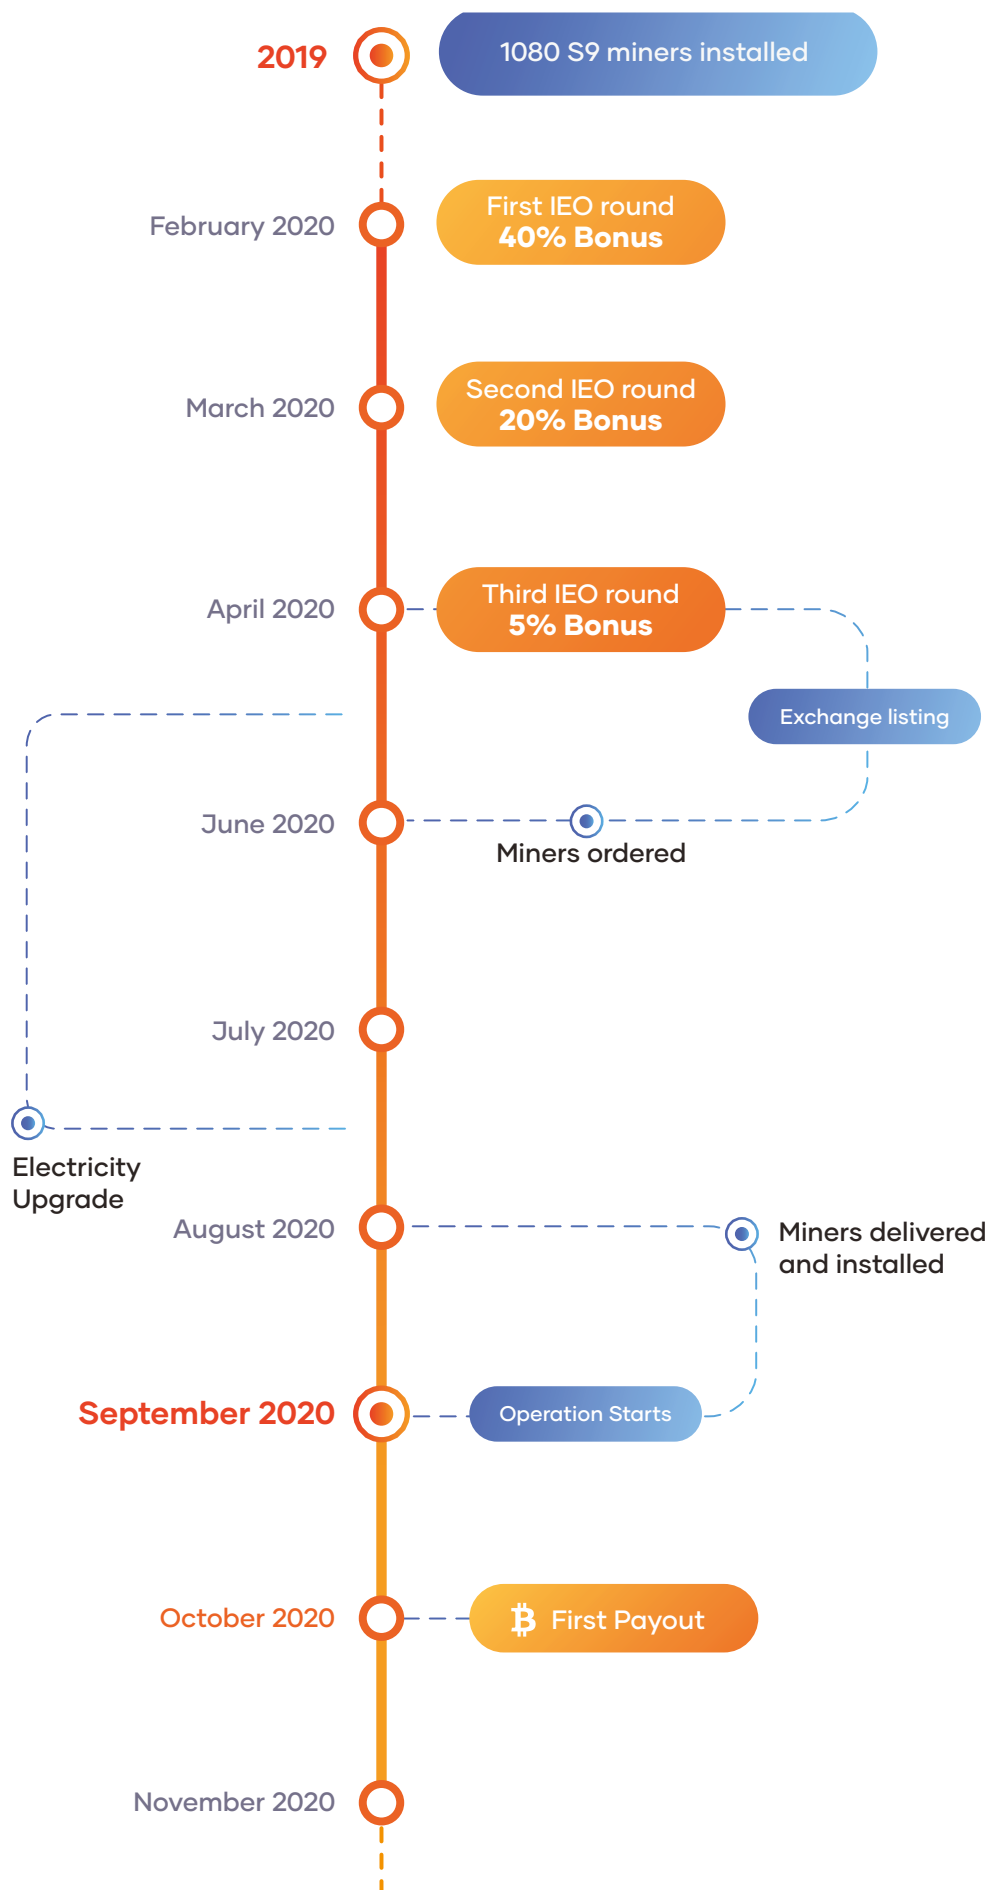 2019
1080 S9 miners installed
February 2020
First IEO round
40% Bonus
March 2020
Second IEO round
20% Bonus
April 2020
Third IEO round
5% Bonus
Exchange listing
June 2020
Miners ordered
July 2020
Electricity
Upgrade
August 2020
Miners delivered
and installed
September 2020
Operation Starts
October 2020
₿ First Payout
November 2020